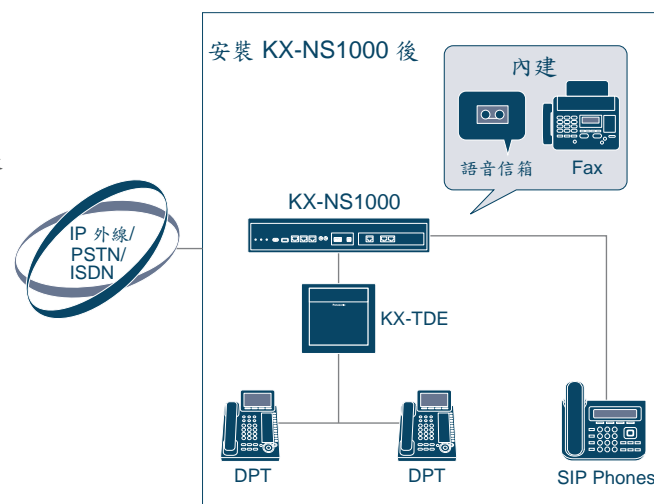 安裝 KX-NS1000 後
內建
語音信箱
Fax
KX-NS1000
IP 外線/
PSTN/
ISDN
KX-TDE
DPT
DPT
SIP Phones